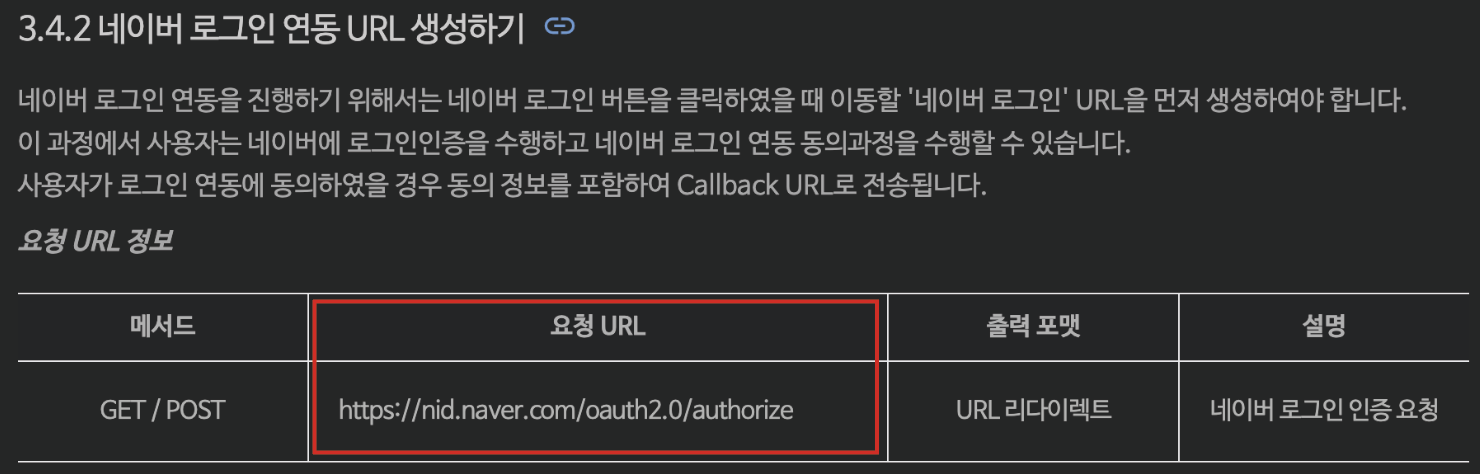 3.4.2 네이버 로그인 연동 URL 생성하기
네이버 로그인 연동을 진행하기 위해서는 네이버 로그인 버튼을 클릭하였을 때 이동할 '네이버 로그인' URL을 먼저 생성하여야 합니다.
이 과정에서 사용자는 네이버에 로그인인증을 수행하고 네이버 로그인 연동 동의과정을 수행할 수 있습니다.
사용자가 로그인 연동에 동의하였을 경우 동의 정보를 포함하여 Callback URL로 전송됩니다.
요청 URL 정보
메서드 요청 URL 출력 포맷 설명
GET / POST https://nid.naver.com/oauth2.0/authorize URL 리다이렉트 네이버 로그인 인증 요청